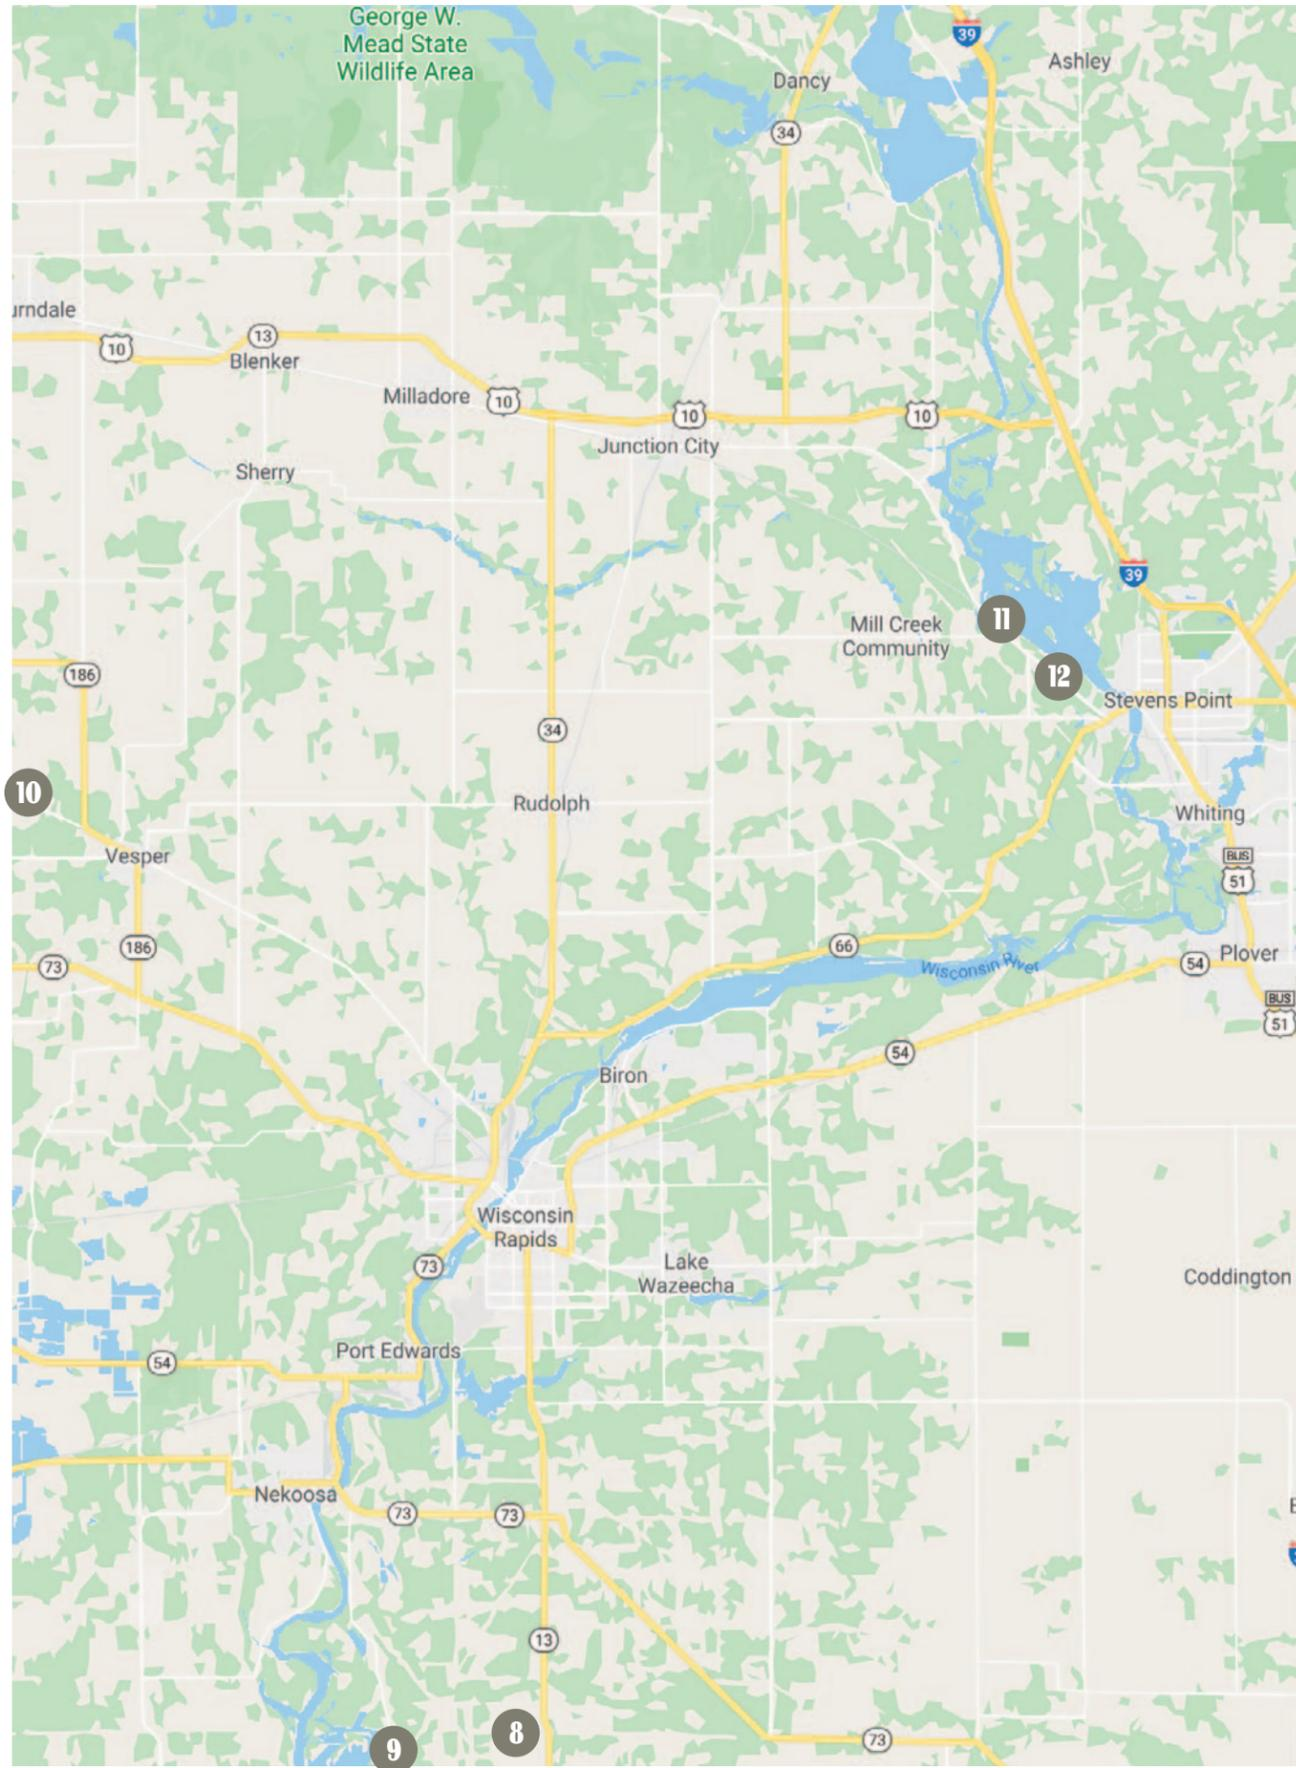 George W.
Mead State
Wildlife Area
39
Ashley
Dancy
34
urndale
10
13
Blenker
Milladore
10
10
10
Junction City
Sherry
39
11
Mill Creek
Community
12
186
Stevens Point
34
10
Rudolph
Whiting
Vesper
BUS
51
66
186
73
Wisconsin River
54
Plover
BUS
51
54
Biron
Wisconsin
Rapids
73
Lake
Wazeecha
Coddington
Port Edwards
54
Nekoosa
73
73
13
8
9
73